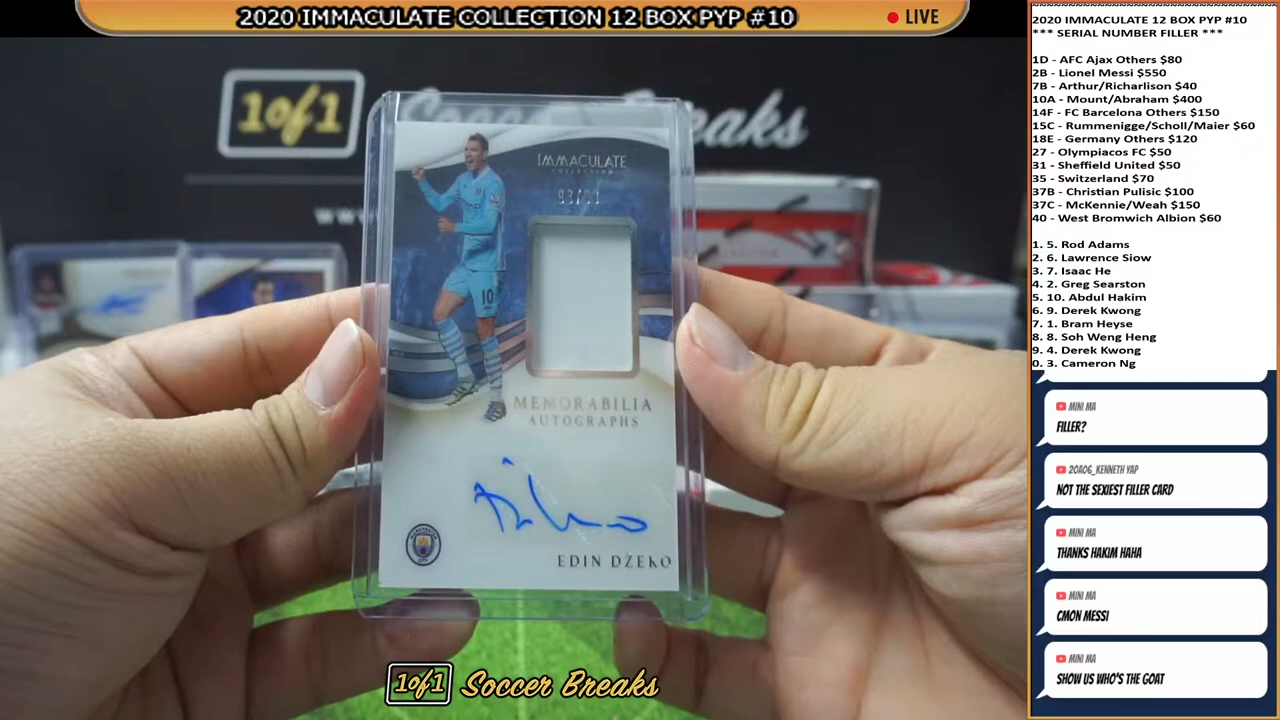 2020 IMMACULATE COLLECTION 12 BOX PYP #10
LIVE
1of1
Soccer Breaks
IMMACULATE
COLLECTION
MEMORABILIA
AUTOGRAPHS
10
EDIN DŽEKO
1of1 Soccer Breaks
2020 IMMACULATE 12 BOX PYP #10
*** SERIAL NUMBER FILLER ***
1D - AFC Ajax Others $80
2B - Lionel Messi $550
7B - Arthur/Richarlison $40
10A - Mount/Abraham $400
14F - FC Barcelona Others $150
15C - Rummenigge/Scholl/Maier $60
18E - Germany Others $120
27 - Olympiacos FC $50
31 - Sheffield United $50
35 - Switzerland $70
37B - Christian Pulisic $100
37C - McKennie/Weah $150
40 - West Bromwich Albion $60
1. 5. Rod Adams
2. 6. Lawrence Siow
3. 7. Isaac He
4. 2. Greg Searston
5. 10. Abdul Hakim
6. 9. Derek Kwong
7. 1. Bram Heyse
8. 8. Soh Weng Heng
9. 4. Derek Kwong
0. 3. Cameron Ng
MINI MA
FILLER?
20A06_KENNETH YAP
NOT THE SEXIEST FILLER CARD
MINI MA
THANKS HAKIM HAHA
MINI MA
CMON MESSI
MINI MA
SHOW US WHO'S THE GOAT